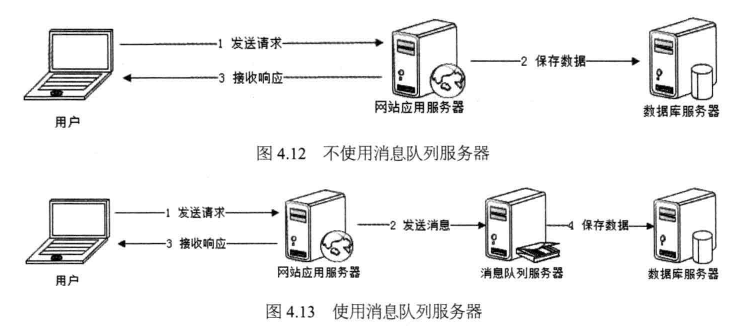 1 发送请求
2 保存数据
3 接收响应
用户
网站应用服务器
数据库服务器
图 4.12 不使用消息队列服务器
1 发送请求
2 发送消息
4 保存数据
3 接收响应
用户
网站应用服务器
消息队列服务器
数据库服务器
图 4.13 使用消息队列服务器